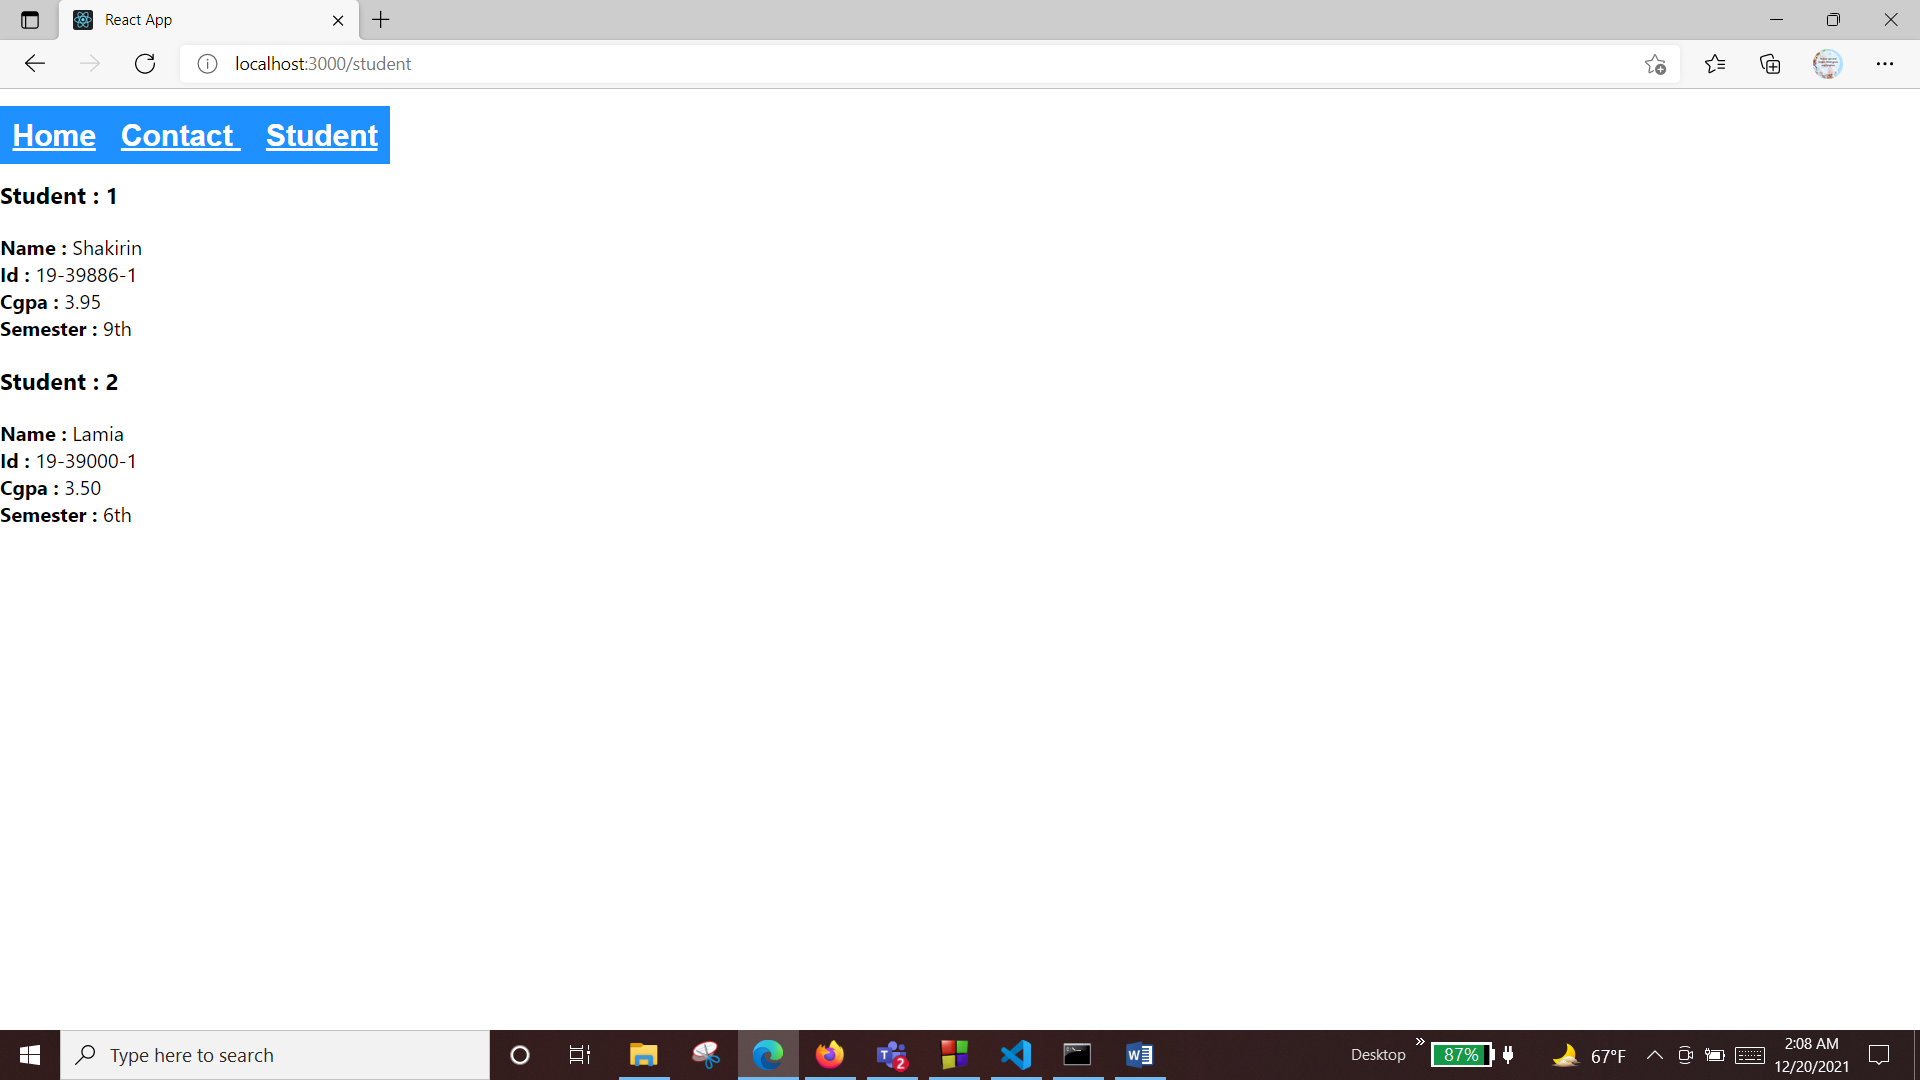 React App
localhost:3000/student
Home Contact Student
Student : 1
Name : Shakirin
Id : 19-39886-1
Cgpa : 3.95
Semester : 9th
Student : 2
Name : Lamia
Id : 19-39000-1
Cgpa : 3.50
Semester : 6th
Type here to search
2
Desktop
»
87%
67°F
2:08 AM
12/20/2021